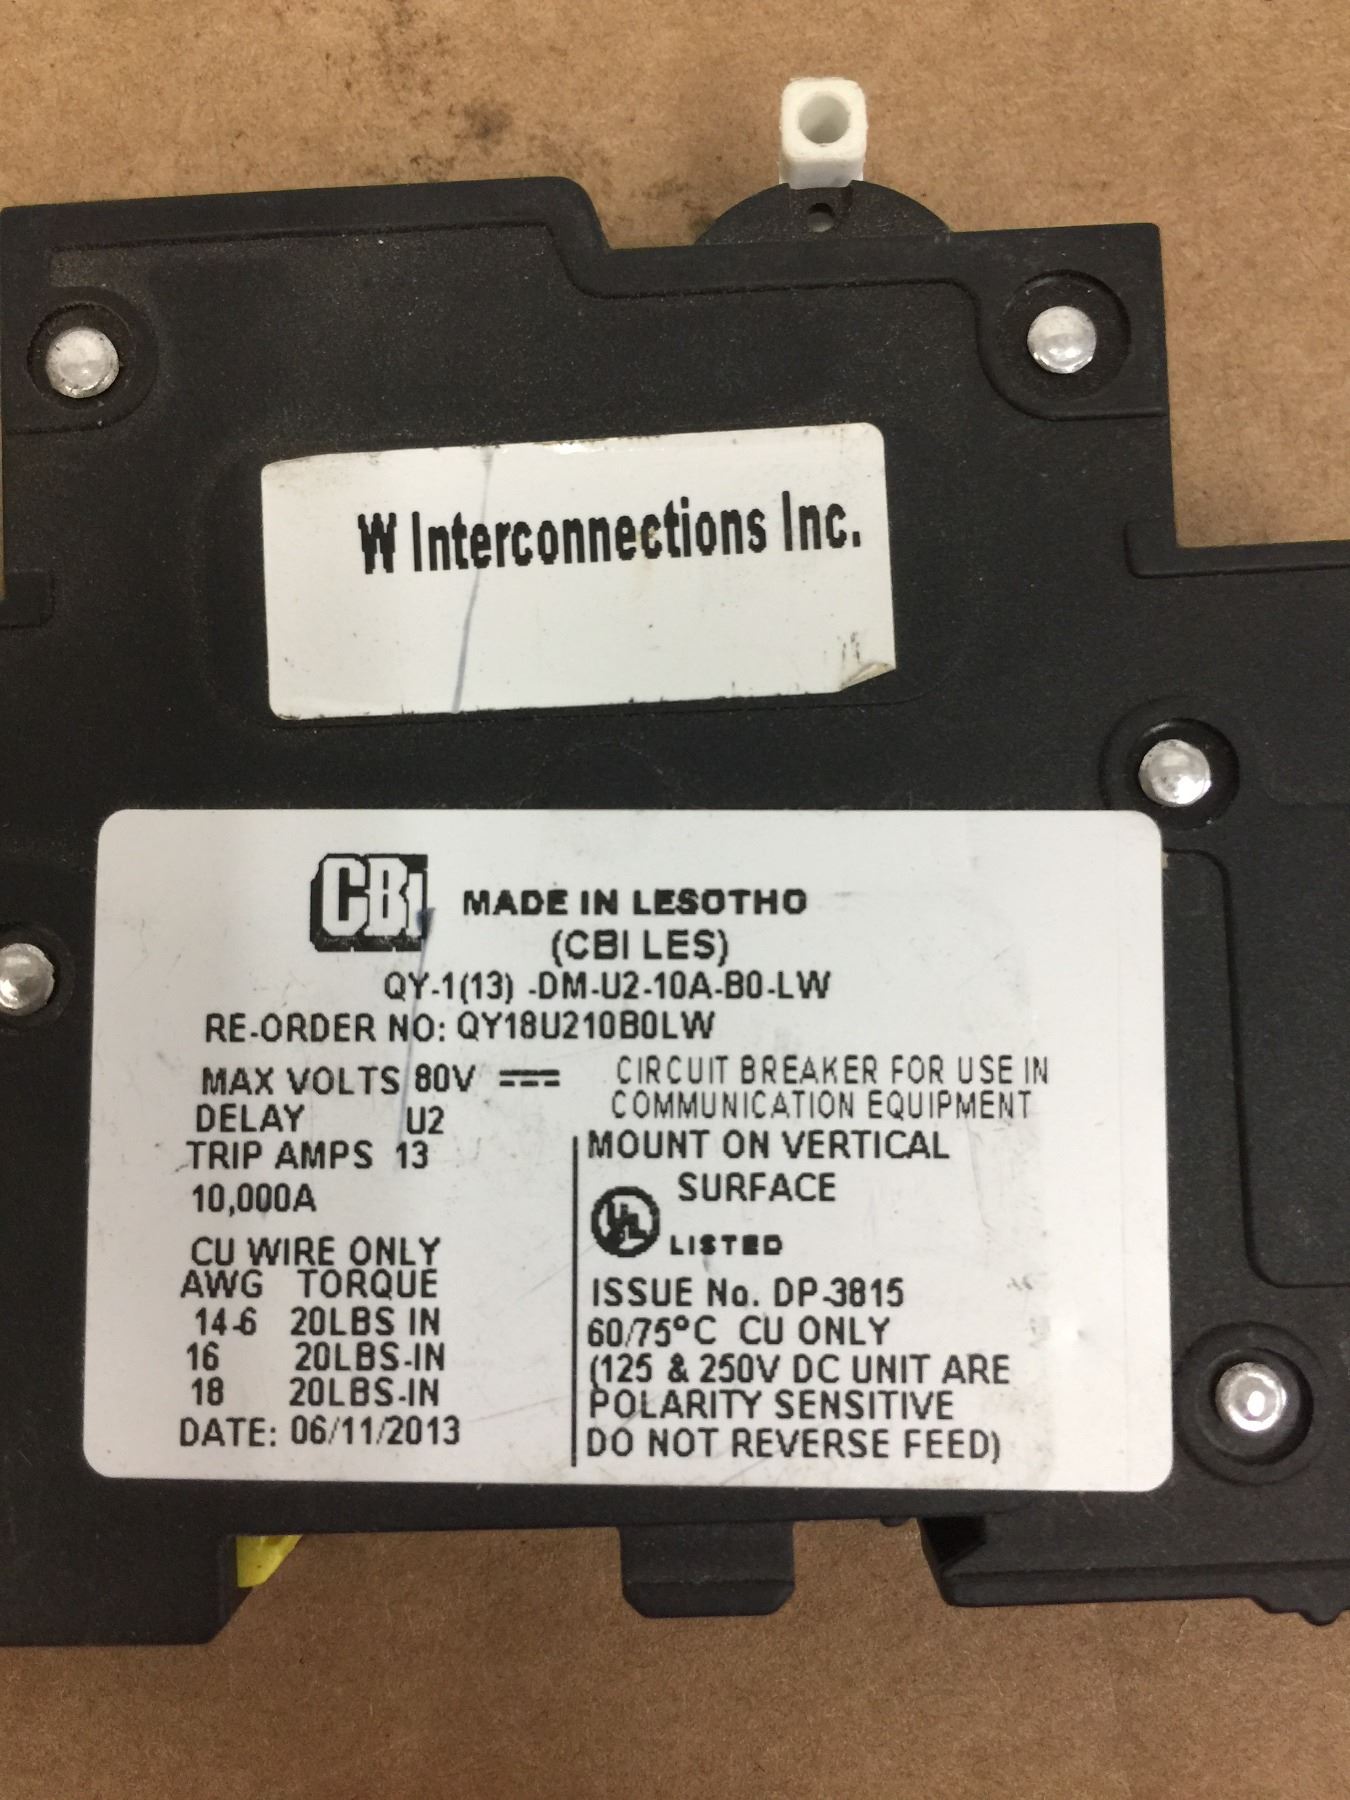 W Interconnections Inc.
CBi
MADE IN LESOTHO
(CBI LES)
QY-1(13) -DM-U2-10A-B0-LW
RE-ORDER NO: QY18U210B0LW
MAX VOLTS 80V ⎓
DELAY U2
TRIP AMPS 13
10,000A
CU WIRE ONLY
AWG TORQUE
14-6 20LBS IN
16 20LBS-IN
18 20LBS-IN
DATE: 06/11/2013
CIRCUIT BREAKER FOR USE IN
COMMUNICATION EQUIPMENT
MOUNT ON VERTICAL
SURFACE
UL
LISTED
ISSUE No. DP-3815
60/75°C CU ONLY
(125 & 250V DC UNIT ARE
POLARITY SENSITIVE
DO NOT REVERSE FEED)